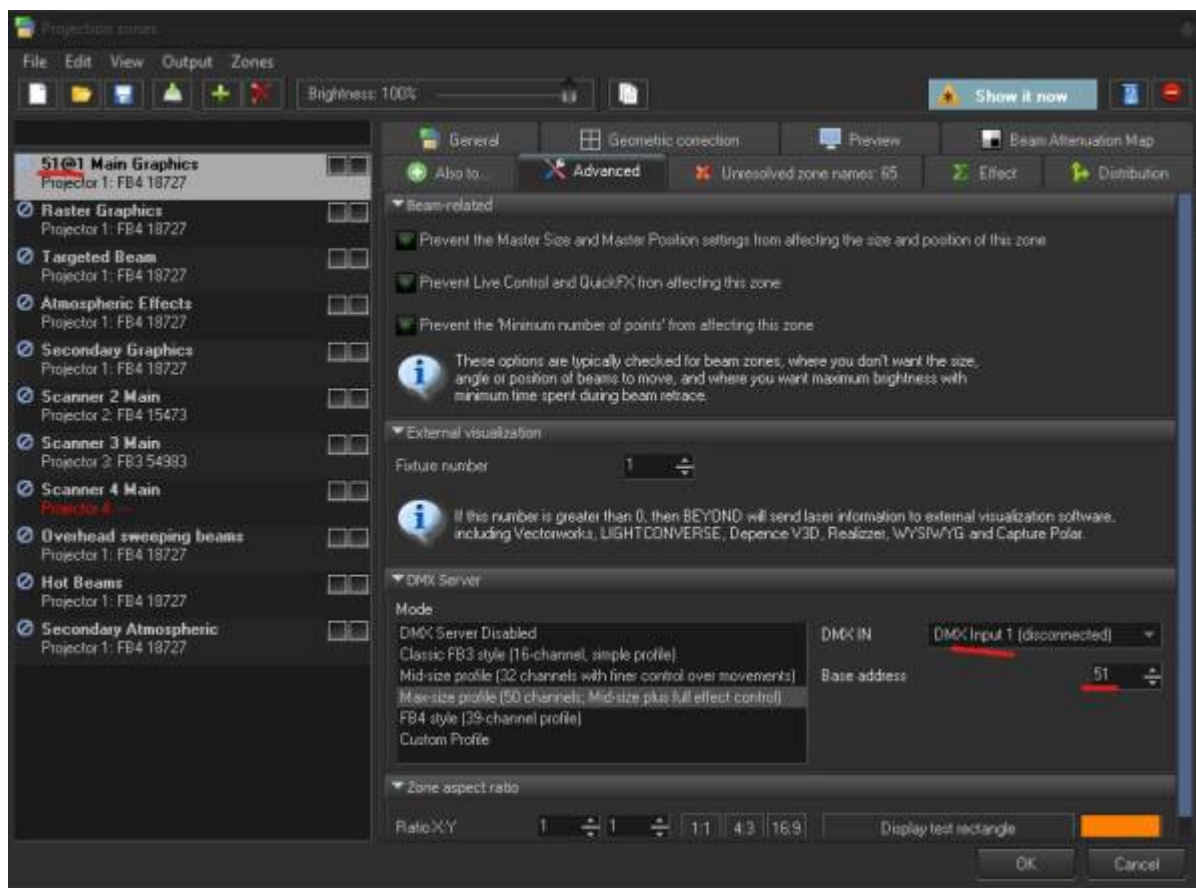 Projection zones
File Edit View Output Zones
Brightness: 100%
Show it now
General
Geometric correction
Preview
Beam Attenuation Map
Also to...
Advanced
Unresolved zone names: 65
Effect
Distribution
51@1 Main Graphics
Projector 1: FB4 18727
Raster Graphics
Projector 1: FB4 18727
Targeted Beam
Projector 1: FB4 18727
Atmospheric Effects
Projector 1: FB4 18727
Secondary Graphics
Projector 1: FB4 18727
Scanner 2 Main
Projector 2: FB4 15473
Scanner 3 Main
Projector 3: FB3 54983
Scanner 4 Main
Projector 4: ---
Overhead sweeping beams
Projector 1: FB4 18727
Hot Beams
Projector 1: FB4 18727
Secondary Atmospheric
Projector 1: FB4 18727
Beam-related
Prevent the Master Size and Master Position settings from affecting the size and position of this zone
Prevent Live Control and QuickFX from affecting this zone
Prevent the 'Minimum number of points' from affecting this zone
These options are typically checked for beam zones, where you don't want the size,
angle or position of beams to move, and where you want maximum brightness with
minimum time spent during beam retrace.
External visualization
Fixture number 1
If this number is greater than 0, then BEYOND will send laser information to external visualization software,
including Vectorworks, LIGHTCONVERSE, Depence V3D, Realizzer, WYSIWYG and Capture Polar.
DMX Server
Mode
DMX Server Disabled
Classic FB3 style (16-channel, simple profile)
Mid-size profile (32 channels with finer control over movements)
Max-size profile (50 channels; Mid-size plus full effect control)
FB4 style (39-channel profile)
Custom Profile
DMX IN DMX Input 1 (disconnected)
Base address 51
Zone aspect ratio
Ratio X:Y 1 1 1:1 4:3 16:9 Display test rectangle
OK Cancel